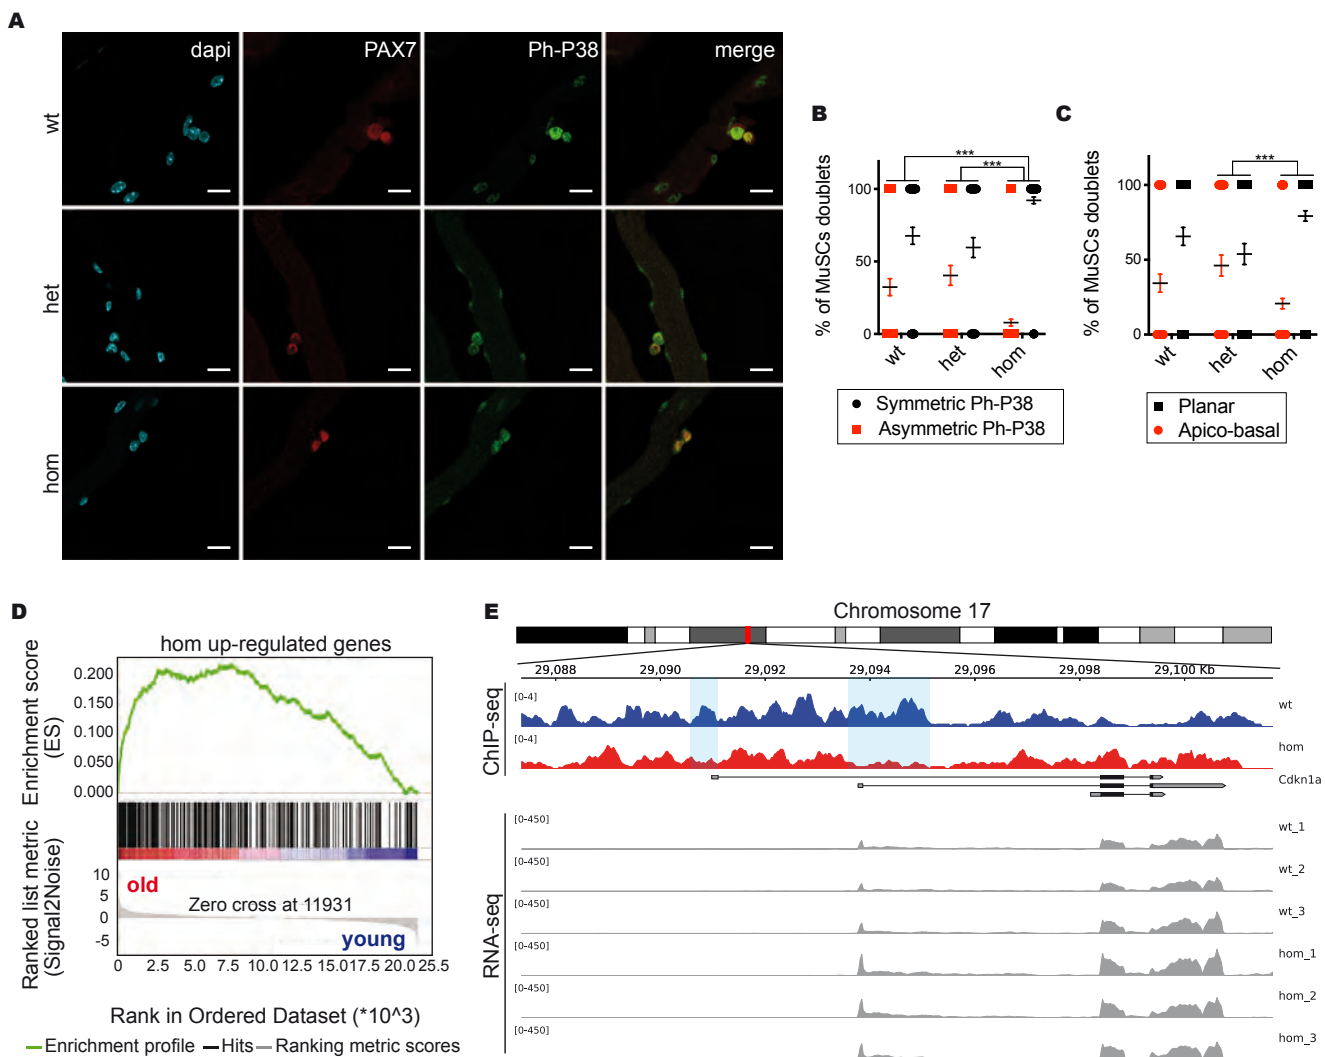 A
dapi
PAX7
Ph-P38
merge
wt
het
hom
B
% of MuSCs doublets
***
***
100
50
0
wt
het
hom
Symmetric Ph-P38
Asymmetric Ph-P38
C
% of MuSCs doublets
***
100
50
0
wt
het
hom
Planar
Apico-basal
D
hom up-regulated genes
Enrichment score
(ES)
0.200
0.150
0.100
0.050
0.000
Ranked list metric
(Signal2Noise)
10
5
0
-5
old
Zero cross at 11931
young
0 2.5 5.0 7.5 10.0 12.5 15.0 17.5 20.0 25.5
Rank in Ordered Dataset (*10^3)
Enrichment profile Hits Ranking metric scores
E
Chromosome 17
29,088 29,090 29,092 29,094 29,096 29,098 29,100 Kb
ChIP-seq
[0-4]
wt
[0-4]
hom
Cdkn1a
RNA-seq
[0-450]
wt_1
[0-450]
wt_2
[0-450]
wt_3
[0-450]
hom_1
[0-450]
hom_2
[0-450]
hom_3